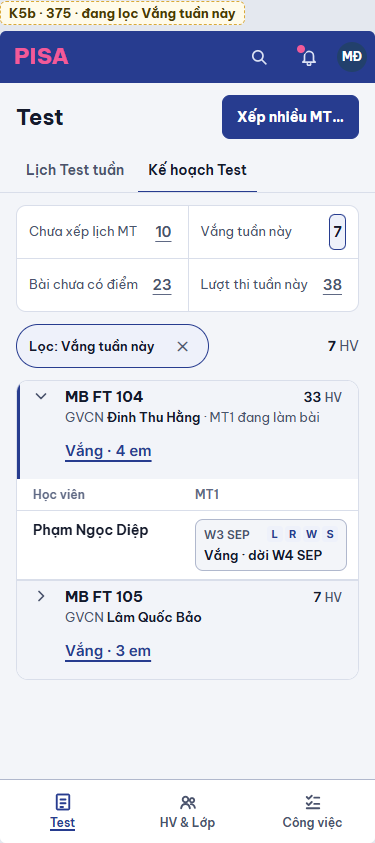 K5b · 375 · đang lọc Vắng tuần này
PISA
MĐ
Test
Xếp nhiều MT...
Lịch Test tuần
Kế hoạch Test
Chưa xếp lịch MT 10
Vắng tuần này 7
Bài chưa có điểm 23
Lượt thi tuần này 38
Lọc: Vắng tuần này
7 HV
MB FT 104 33 HV
GVCN Đinh Thu Hằng · MT1 đang làm bài
Vắng · 4 em
Học viên MT1
Phạm Ngọc Diệp
W3 SEP L R W S
Vắng · dời W4 SEP
MB FT 105 7 HV
GVCN Lâm Quốc Bảo
Vắng · 3 em
Test
HV & Lớp
Công việc